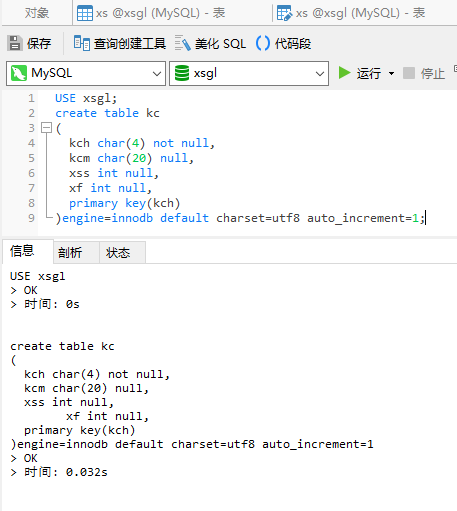 对象 xs @xsgl (MySQL) - 表 xs @xsgl (MySQL) - 表
保存 查询创建工具 美化 SQL () 代码段
MySQL xsgl 运行 停止
1 USE xsgl;
2 create table kc
3 (
4 kch char(4) not null,
5 kcm char(20) null,
6 xss int null,
7 xf int null,
8 primary key(kch)
9 )engine=innodb default charset=utf8 auto_increment=1;
信息 剖析 状态
USE xsgl
> OK
> 时间: 0s
create table kc
(
kch char(4) not null,
kcm char(20) null,
xss int null,
xf int null,
primary key(kch)
)engine=innodb default charset=utf8 auto_increment=1
> OK
> 时间: 0.032s